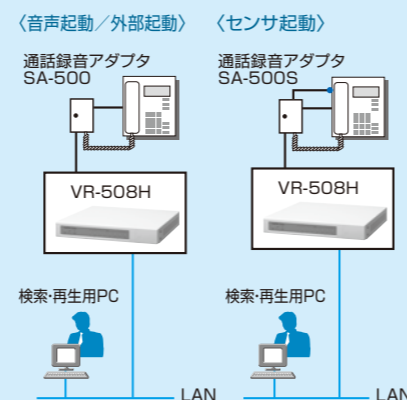 〈音声起動／外部起動〉
通話録音アダプタ
SA-500
VR-508H
検索・再生用PC
LAN
〈センサ起動〉
通話録音アダプタ
SA-500S
VR-508H
検索・再生用PC
LAN